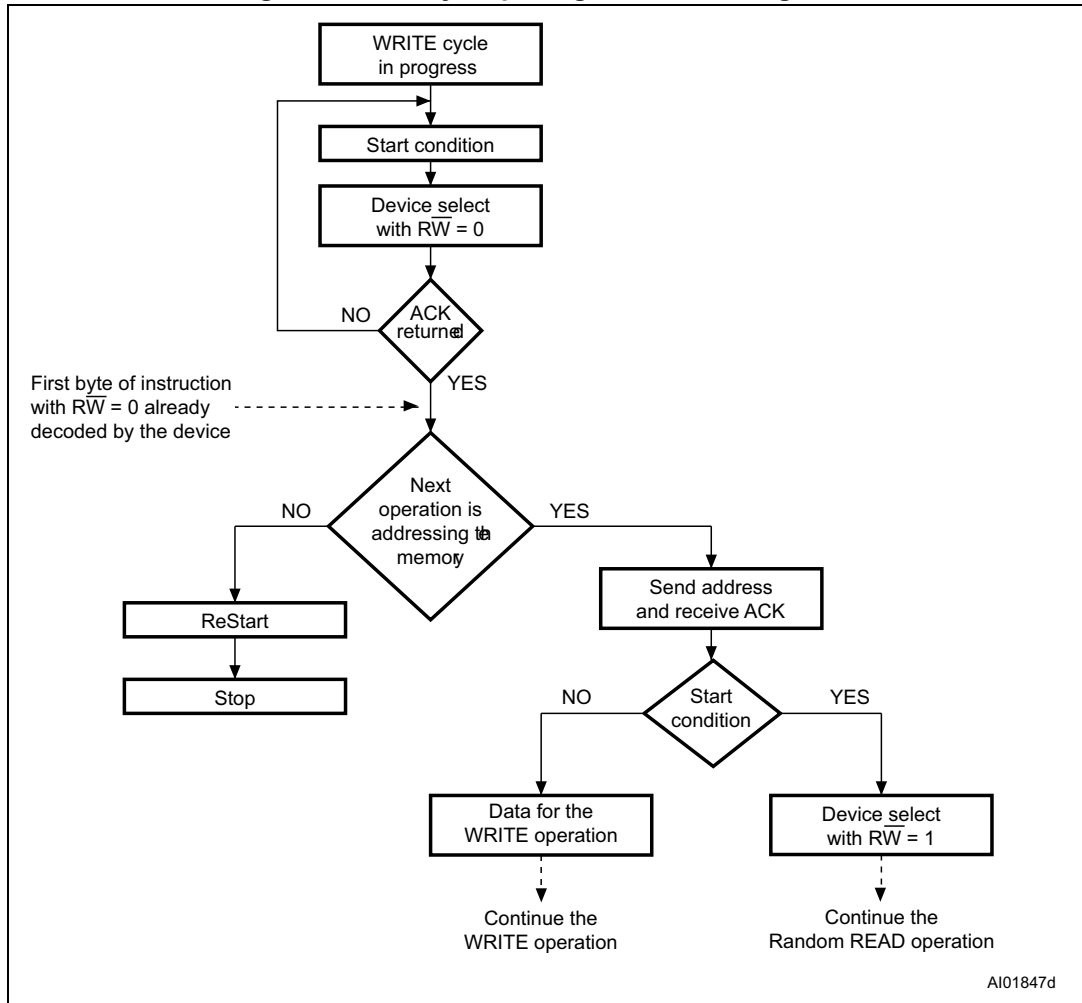 WRITE cycle
in progress
Start condition
Device select
with RW̅ = 0
NO
ACK
returned
YES
First byte of instruction
with RW̅ = 0 already
decoded by the device
Next
operation is
addressing the
memory
NO
YES
Send address
and receive ACK
ReStart
Stop
NO
Start
condition
YES
Data for the
WRITE operation
Device select
with RW̅ = 1
Continue the
WRITE operation
Continue the
Random READ operation
AI01847d